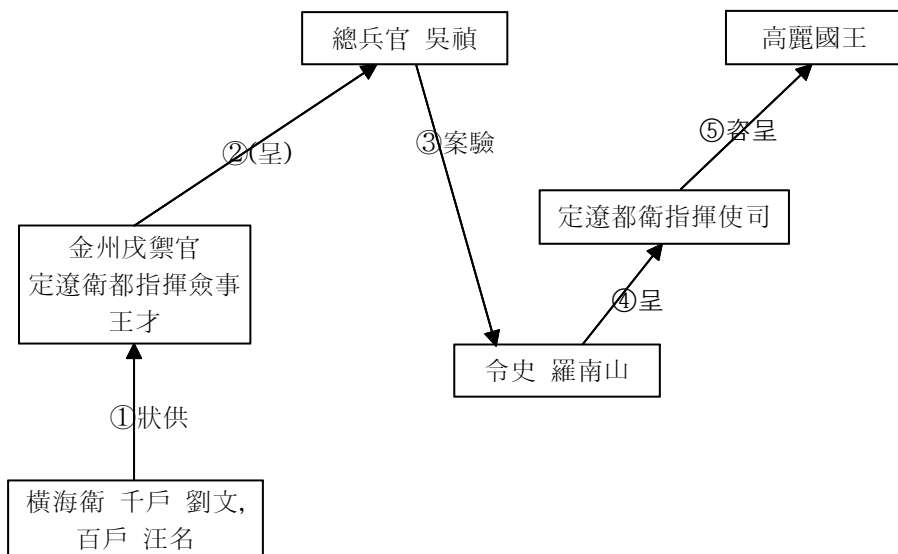 總兵官 吳禎
高麗國王
②(呈)
③案驗
⑤咨呈
定遼都衛指揮使司
金州戍禦官
定遼衛都指揮僉事
王才
④呈
令史 羅南山
①狀供
橫海衛 千戶 劉文,
百戶 汪名